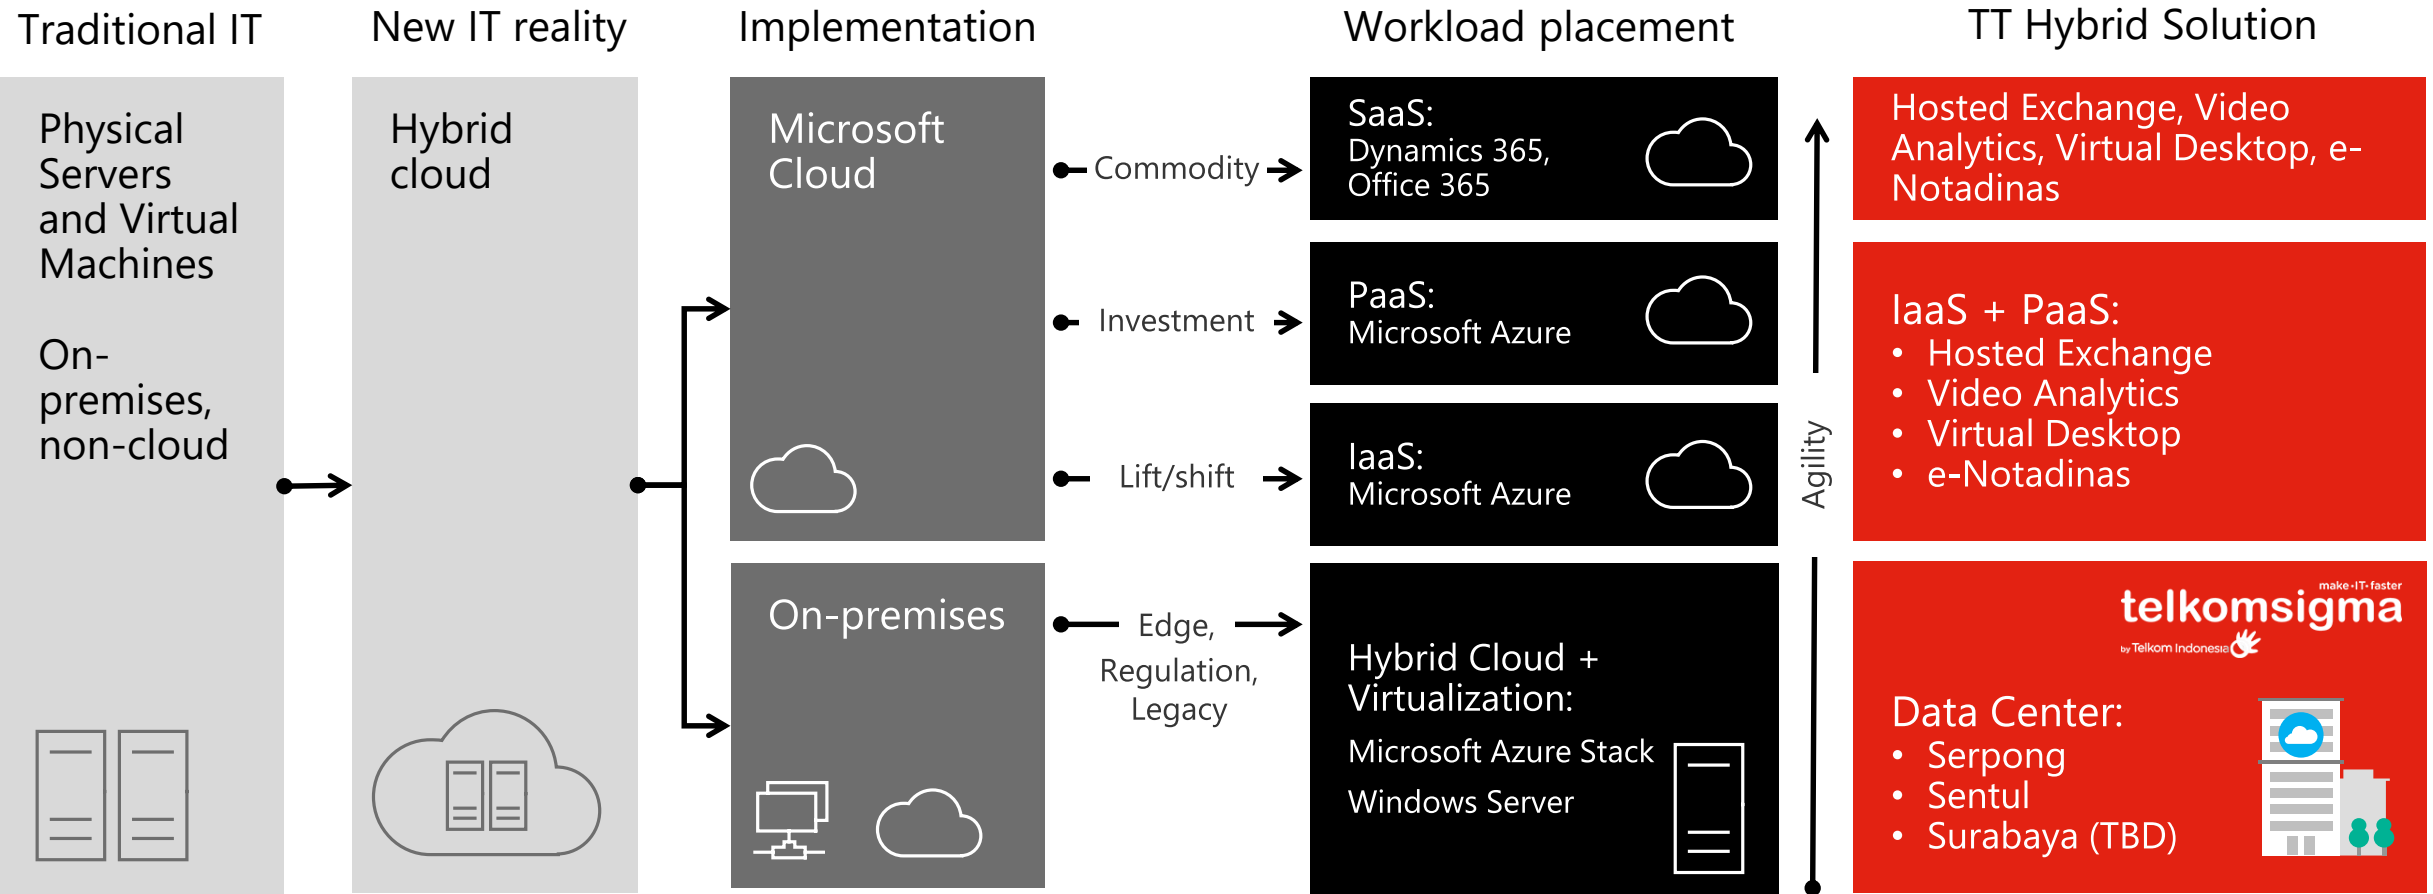 Traditional IT
New IT reality
Implementation
Workload placement
TT Hybrid Solution
Physical
Servers
and Virtual
Machines
On-
premises,
non-cloud
Hybrid
cloud
Microsoft
Cloud
On-premises
Commodity
Investment
Lift/shift
Edge,
Regulation,
Legacy
SaaS:
Dynamics 365,
Office 365
PaaS:
Microsoft Azure
IaaS:
Microsoft Azure
Hybrid Cloud +
Virtualization:
Microsoft Azure Stack
Windows Server
Agility
Hosted Exchange, Video
Analytics, Virtual Desktop, e-
Notadinas
IaaS + PaaS:
• Hosted Exchange
• Video Analytics
• Virtual Desktop
• e-Notadinas
make•IT•faster
telkomsigma
by Telkom Indonesia
Data Center:
• Serpong
• Sentul
• Surabaya (TBD)